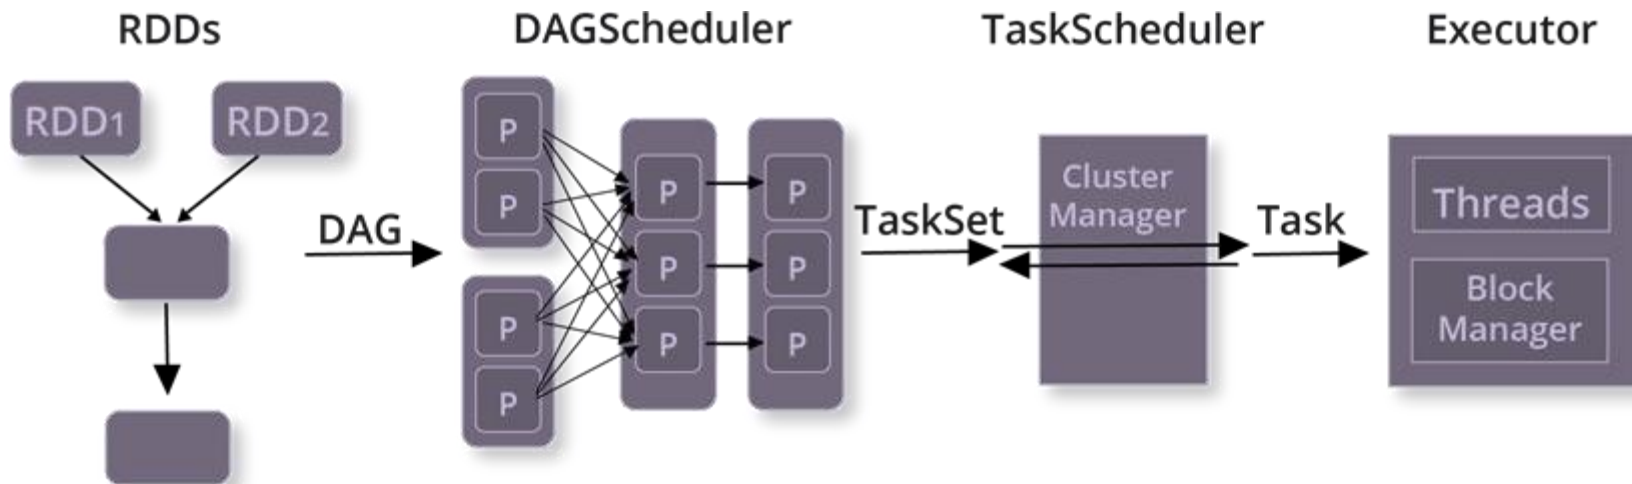 RDDs
DAGScheduler
TaskScheduler
Executor
RDD1
RDD2
DAG
P
P
P
P
P
P
P
P
P
P
TaskSet
Cluster
Manager
Task
Threads
Block
Manager